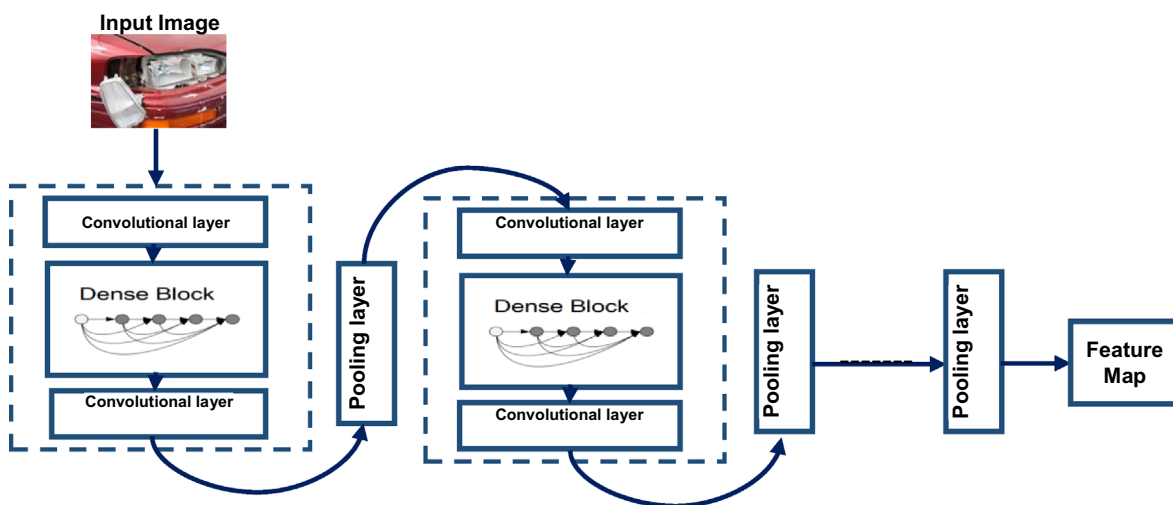 Input Image
Convolutional layer
Dense Block
Convolutional layer
Pooling layer
Convolutional layer
Dense Block
Convolutional layer
Pooling layer
Pooling layer
Feature
Map